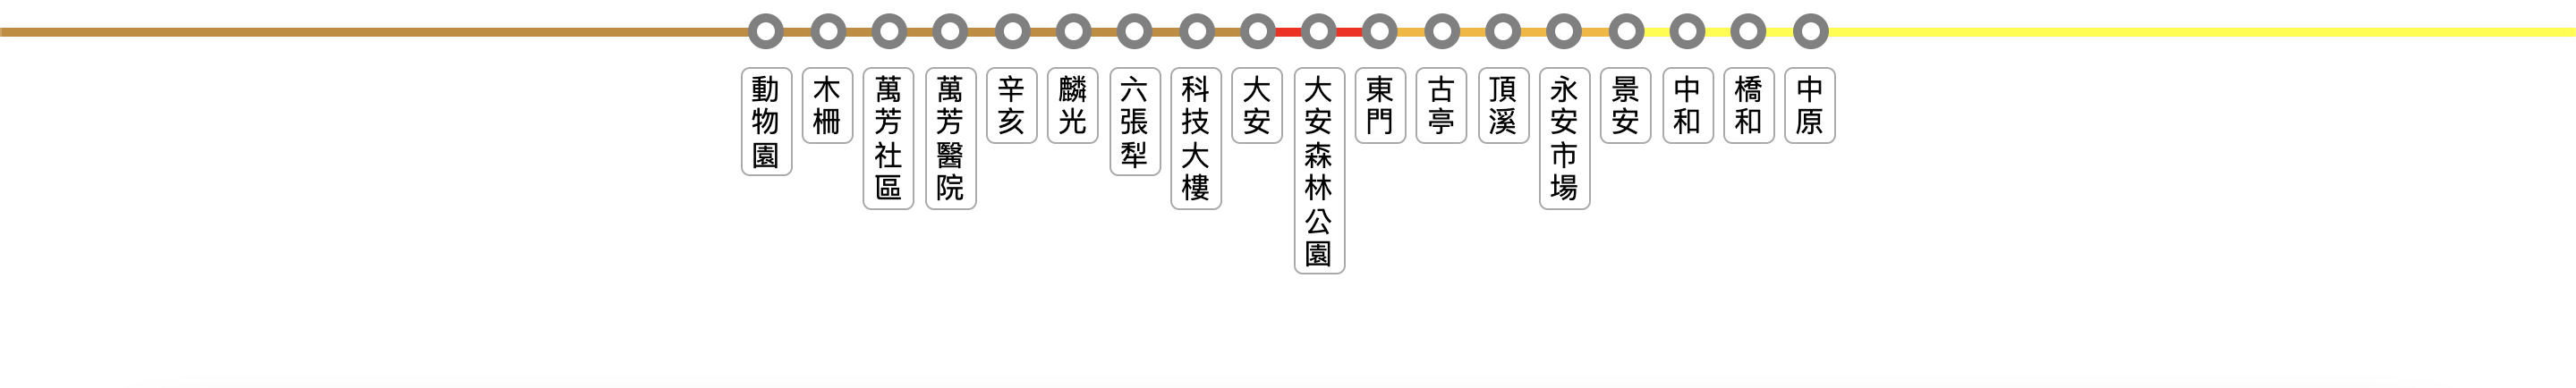 動物園
木柵
萬芳社區
萬芳醫院
辛亥
麟光
六張犁
科技大樓
大安
大安森林公園
東門
古亭
頂溪
永安市場
景安
中和
橋和
中原